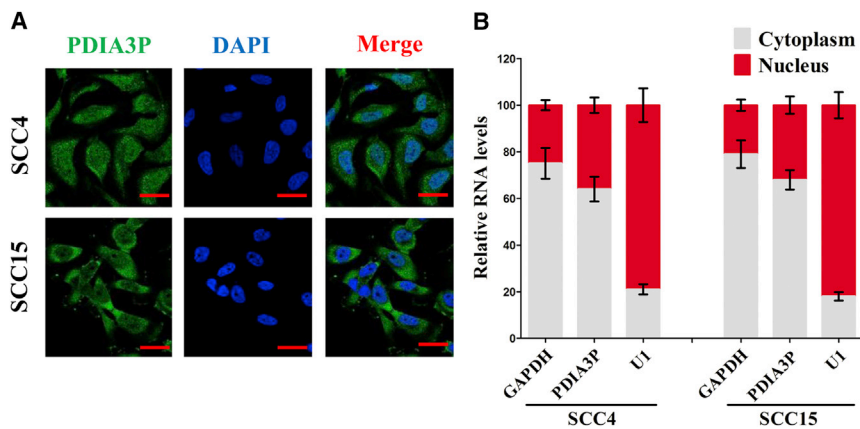 A
PDIA3P DAPI Merge
SCC4
SCC15
B
Cytoplasm
Nucleus
Relative RNA levels
120
100
80
60
40
20
0
GAPDH PDIA3P U1 GAPDH PDIA3P U1
SCC4 SCC15